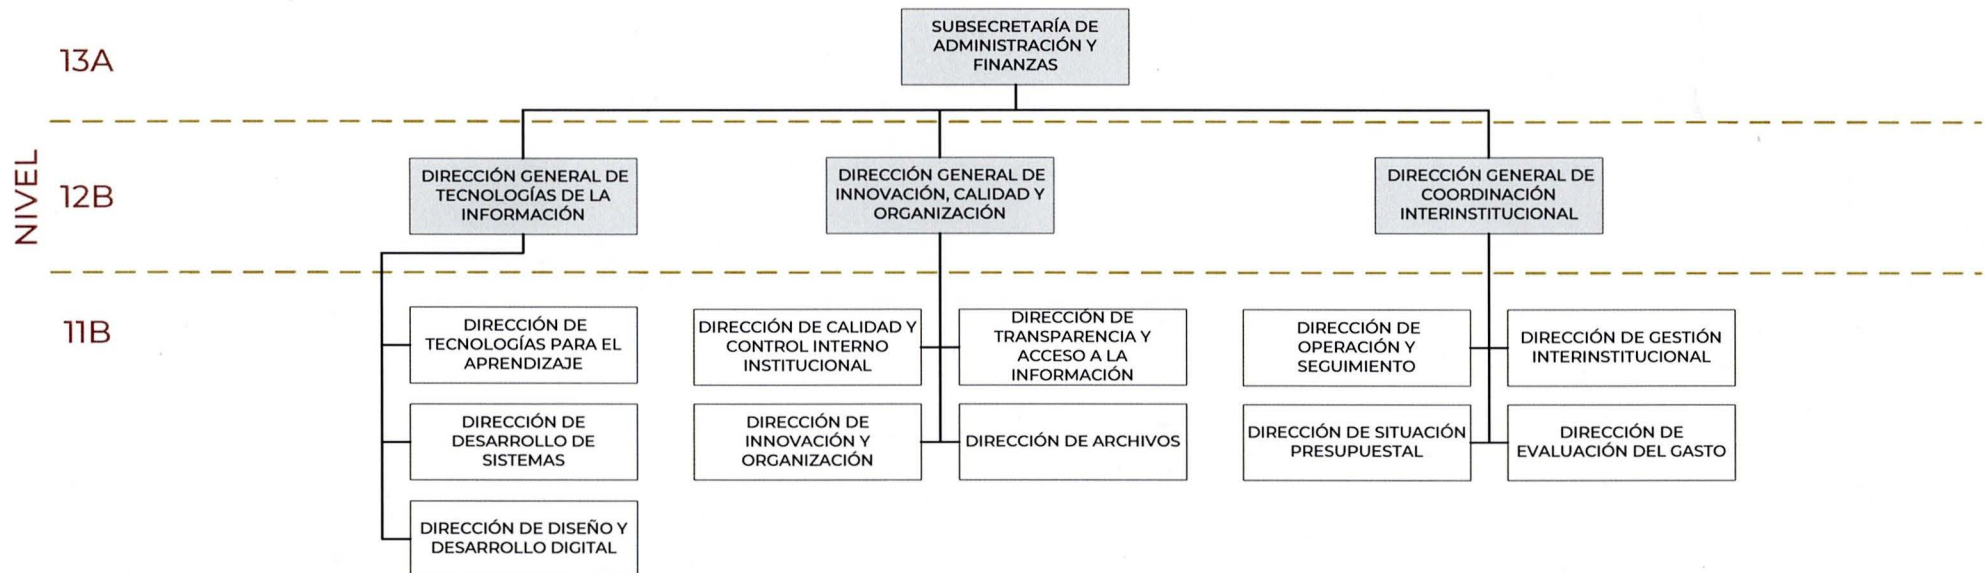 NIVEL
13A
SUBSECRETARÍA DE
ADMINISTRACIÓN Y
FINANZAS
12B
DIRECCIÓN GENERAL DE
TECNOLOGÍAS DE LA
INFORMACIÓN
DIRECCIÓN GENERAL DE
INNOVACIÓN, CALIDAD Y
ORGANIZACIÓN
DIRECCIÓN GENERAL DE
COORDINACIÓN
INTERINSTITUCIONAL
11B
DIRECCIÓN DE
TECNOLOGÍAS PARA EL
APRENDIZAJE
DIRECCIÓN DE CALIDAD Y
CONTROL INTERNO
INSTITUCIONAL
DIRECCIÓN DE
TRANSPARENCIA Y
ACCESO A LA
INFORMACIÓN
DIRECCIÓN DE
OPERACIÓN Y
SEGUIMIENTO
DIRECCIÓN DE GESTIÓN
INTERINSTITUCIONAL
DIRECCIÓN DE
DESARROLLO DE
SISTEMAS
DIRECCIÓN DE
INNOVACIÓN Y
ORGANIZACIÓN
DIRECCIÓN DE ARCHIVOS
DIRECCIÓN DE SITUACIÓN
PRESUPUESTAL
DIRECCIÓN DE
EVALUACIÓN DEL GASTO
DIRECCIÓN DE DISEÑO Y
DESARROLLO DIGITAL